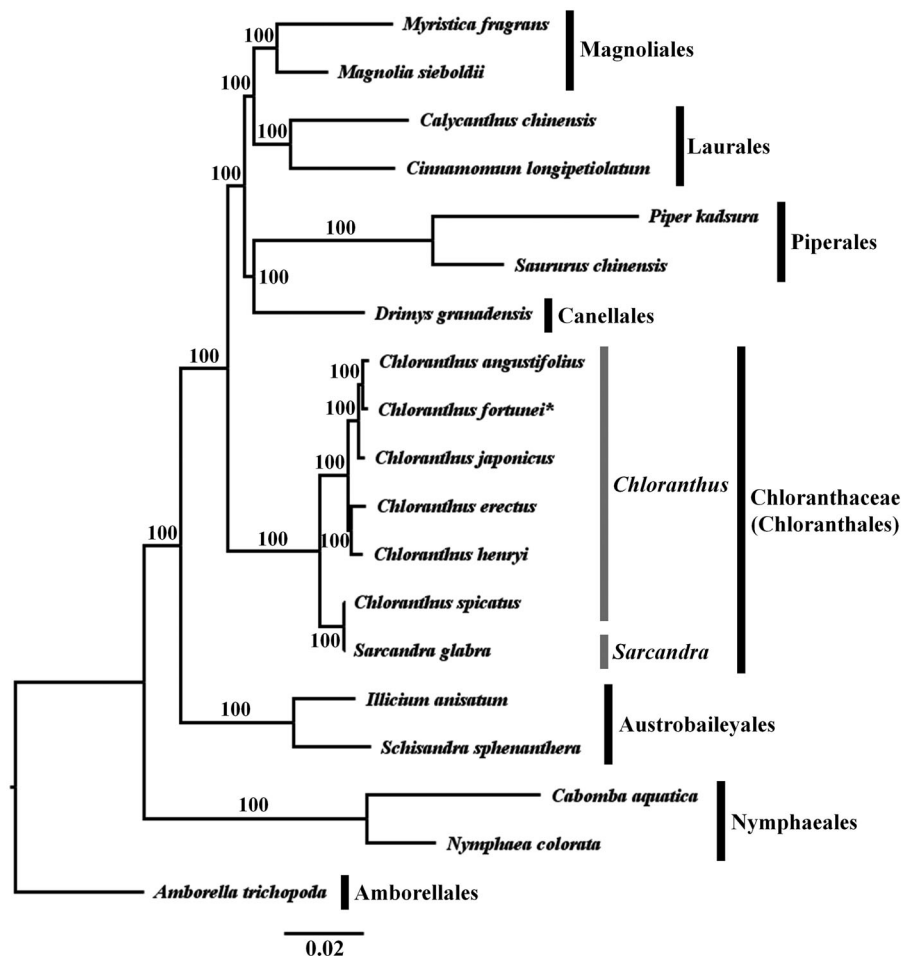 100
Myristica fragrans
Magnoliales
100
Magnolia sieboldii
100
Calycanthus chinensis
Laurales
100
Cinnamomum longipetiolatum
100
Piper kadsura
100
Piperales
Saururus chinensis
100
Drimys granadensis
Canellales
100
Chloranthus angustifolius
100
Chloranthus fortunei*
100
Chloranthus japonicus
100
Chloranthus
Chloranthaceae
(Chloranthales)
Chloranthus erectus
100
100
100
Chloranthus henryi
Chloranthus spicatus
100
Sarcandra glabra
Sarcandra
Illicium anisatum
100
Austrobaileyales
Schisandra sphenanthera
Cabomba aquatica
100
Nymphaeales
Nymphaea colorata
Amborella trichopoda
Amborellales
0.02